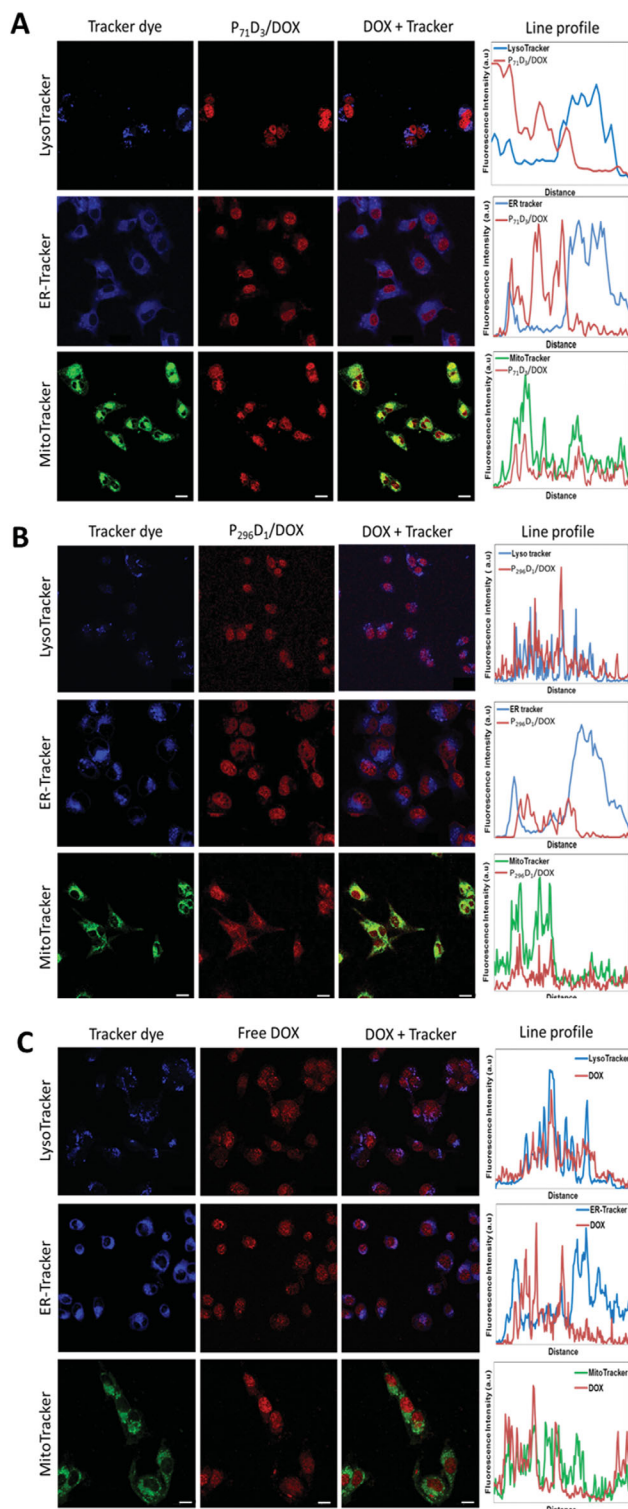 A
Tracker dye P₇₁D₃/DOX DOX + Tracker Line profile
LysoTracker
Fluorescence Intensity (a.u)
LysoTracker
P₇₁D₃/DOX
Distance
ER-Tracker
Fluorescence Intensity (a.u)
ER tracker
P₇₁D₃/DOX
Distance
MitoTracker
Fluorescence Intensity (a.u)
MitoTracker
P₇₁D₃/DOX
Distance
B
Tracker dye P₂₉₆D₁/DOX DOX + Tracker Line profile
LysoTracker
Fluorescence Intensity (a.u)
Lyso tracker
P₂₉₆D₁/DOX
Distance
ER-Tracker
Fluorescence Intensity (a.u)
ER tracker
P₂₉₆D₁/DOX
Distance
MitoTracker
Fluorescence Intensity (a.u)
MitoTracker
P₂₉₆D₁/DOX
Distance
C
Tracker dye Free DOX DOX + Tracker Line profile
LysoTracker
Fluorescence Intensity (a.u)
LysoTracker
DOX
Distance
ER-Tracker
Fluorescence Intensity (a.u)
ER-Tracker
DOX
Distance
MitoTracker
Fluorescence Intensity (a.u)
MitoTracker
DOX
Distance